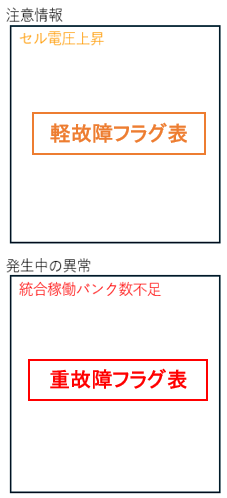 注意情報
セル電圧上昇
軽故障フラグ表
発生中の異常
統合稼働バンク数不足
重故障フラグ表